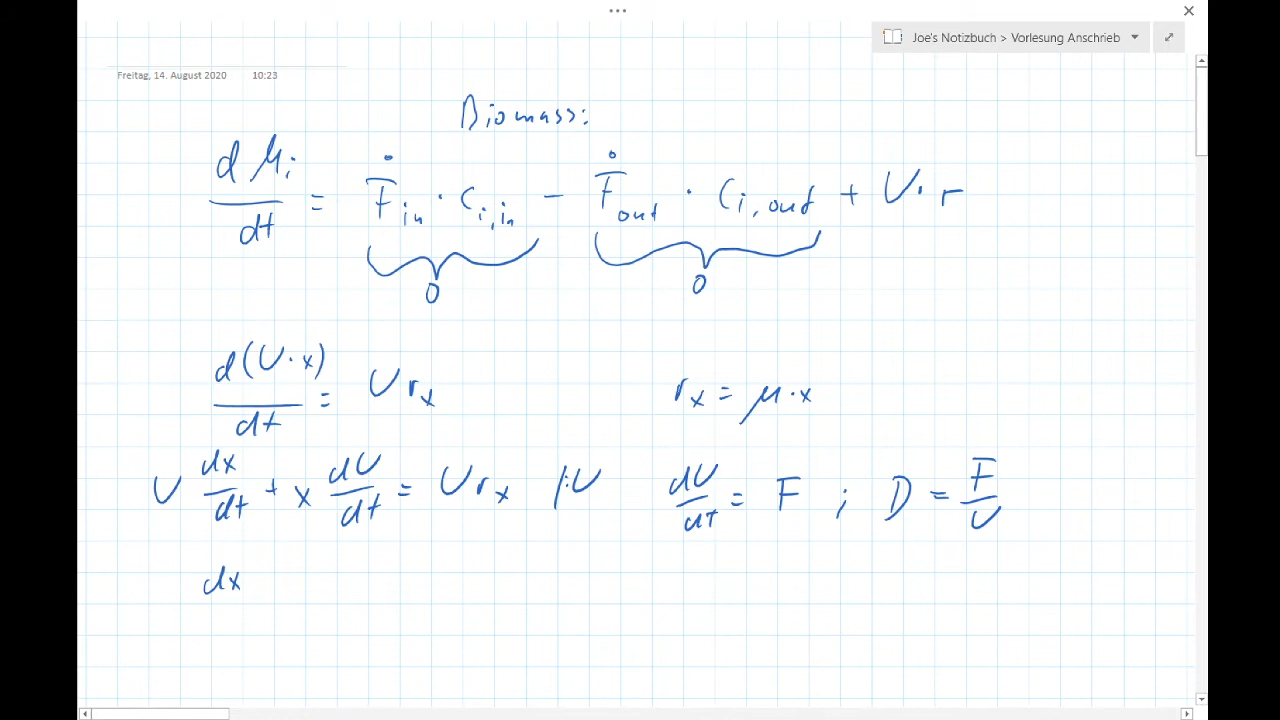 Joe's Notizbuch > Vorlesung Anschrieb
Freitag, 14. August 2020 10:23
Biomass:
dMi/dt = Ḟin · Ci,in − Ḟout · Ci,out + V · r
0 0
d(V·x)/dt = V rx rx = μ·x
V dx/dt + x dV/dt = V rx |:V dV/dt = F ; D = F/V
dx